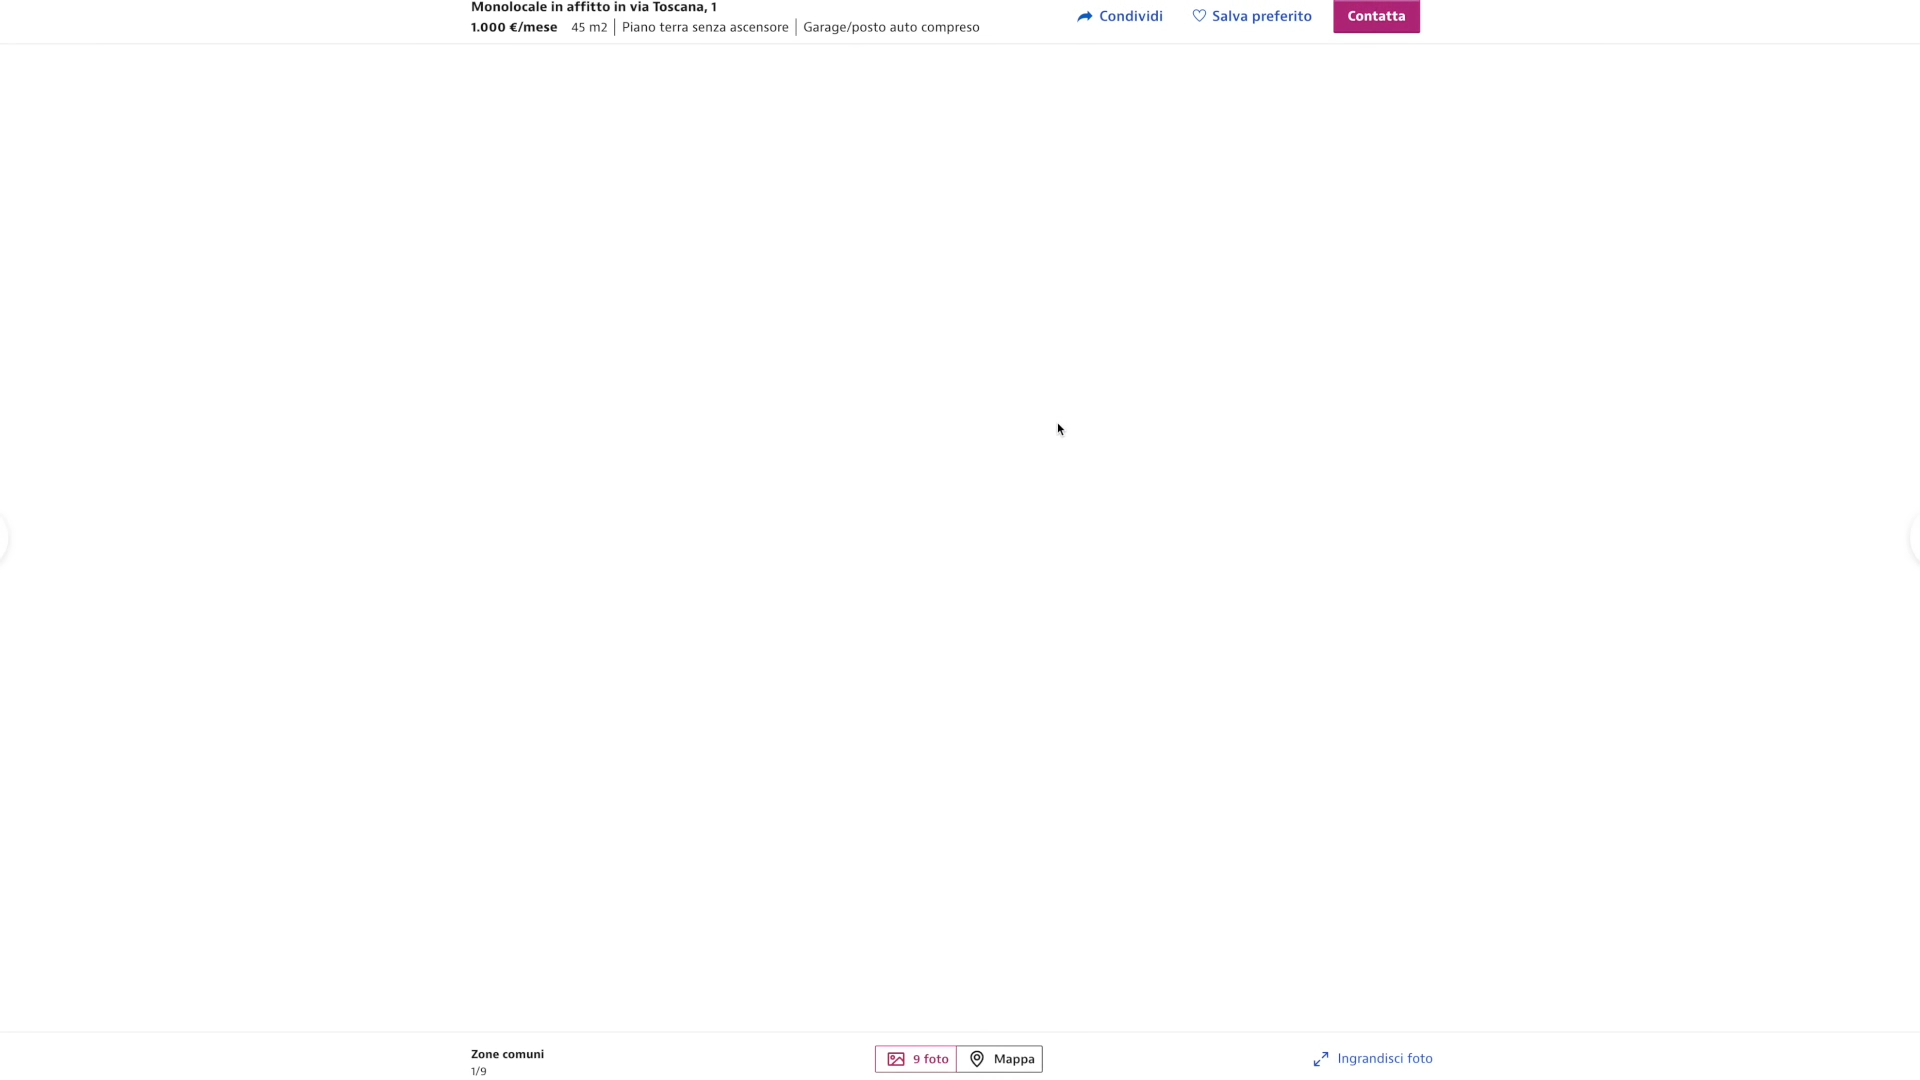 Monolocale in affitto in via Toscana, 1
1.000 €/mese 45 m2 Piano terra senza ascensore Garage/posto auto compreso
Condividi
Salva preferito
Contatta
Zone comuni
1/9
9 foto
Mappa
Ingrandisci foto